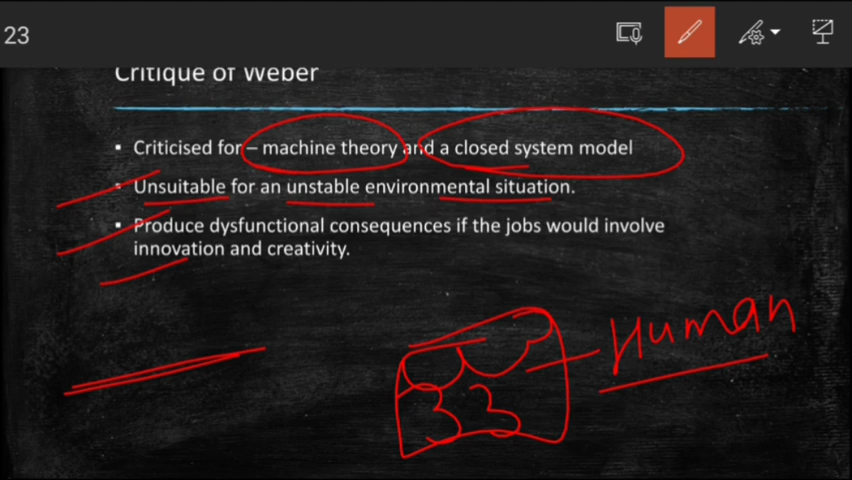 23
Critique of Weber
▪ Criticised for – machine theory and a closed system model
▪ Unsuitable for an unstable environmental situation.
▪ Produce dysfunctional consequences if the jobs would involve
innovation and creativity.
Human
33